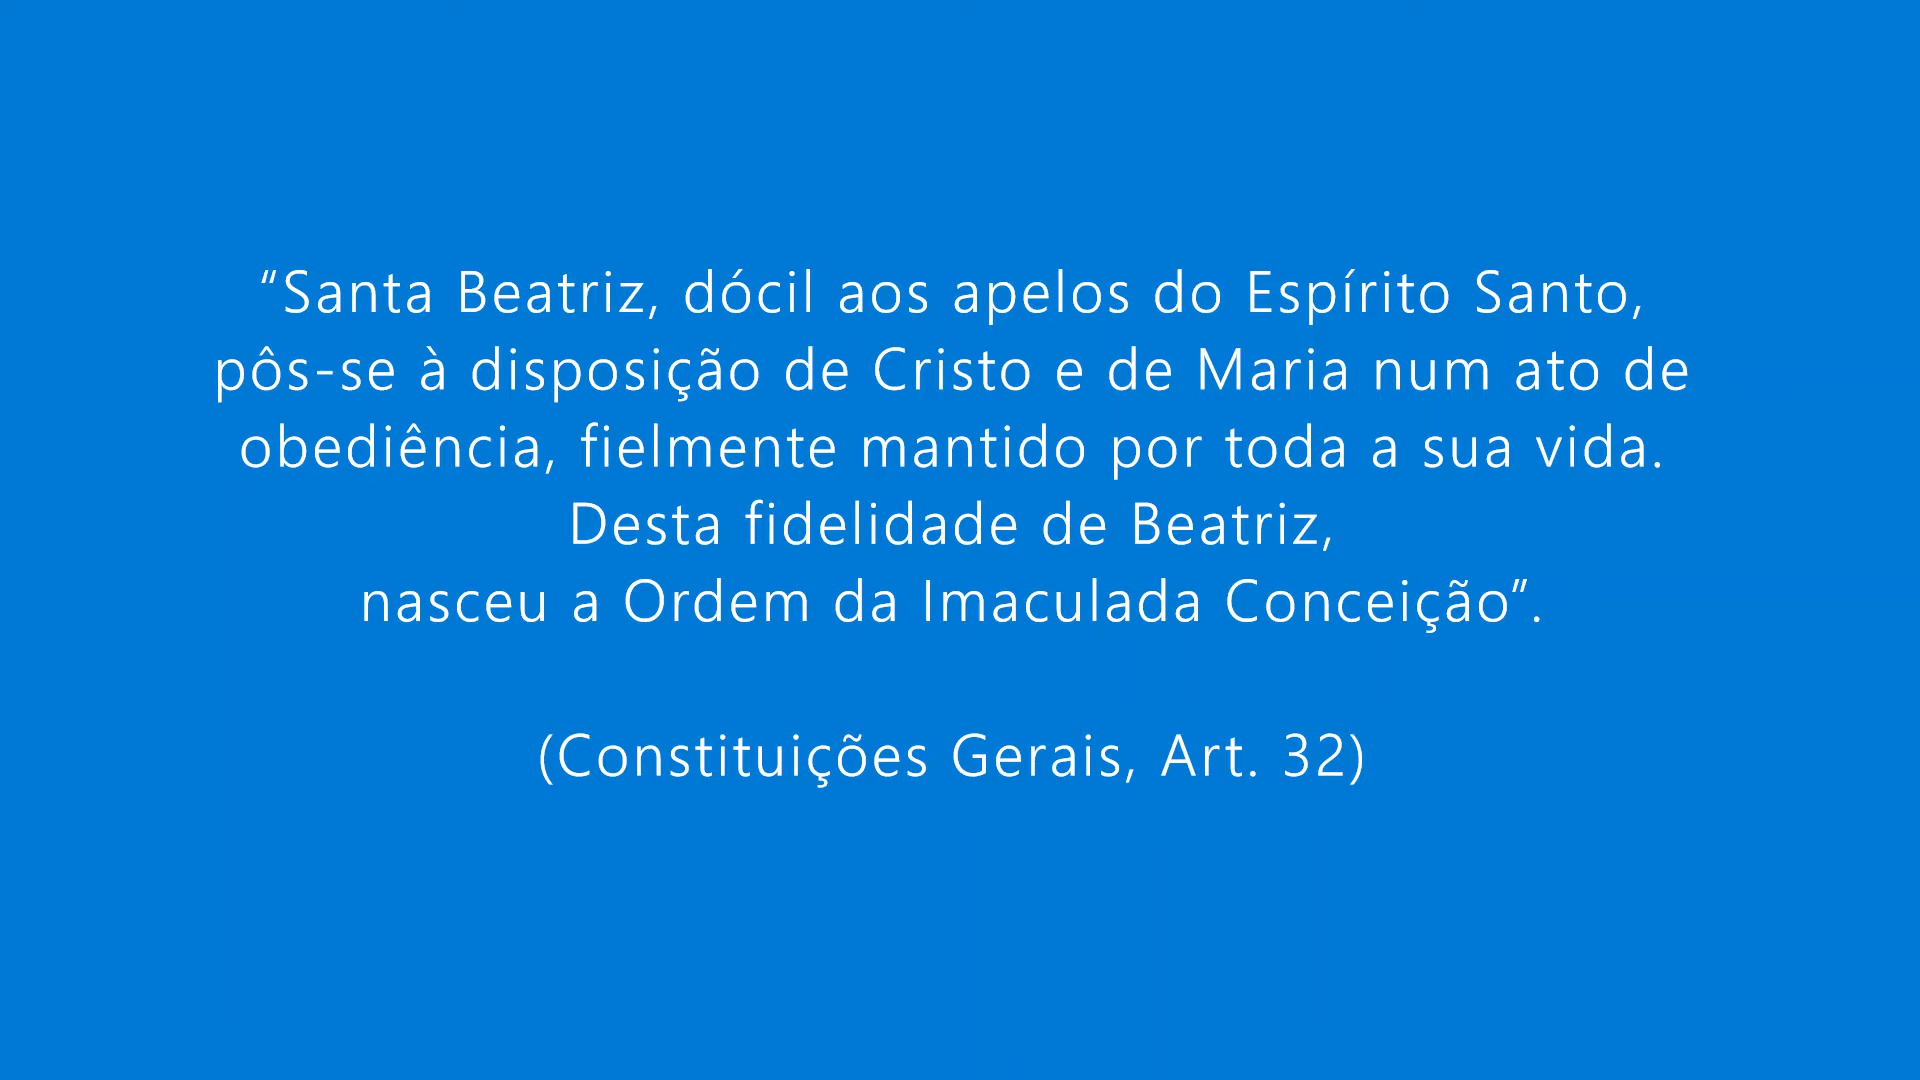 “Santa Beatriz, dócil aos apelos do Espírito Santo,
pôs-se à disposição de Cristo e de Maria num ato de
obediência, fielmente mantido por toda a sua vida.
Desta fidelidade de Beatriz,
nasceu a Ordem da Imaculada Conceição”.
(Constituições Gerais, Art. 32)